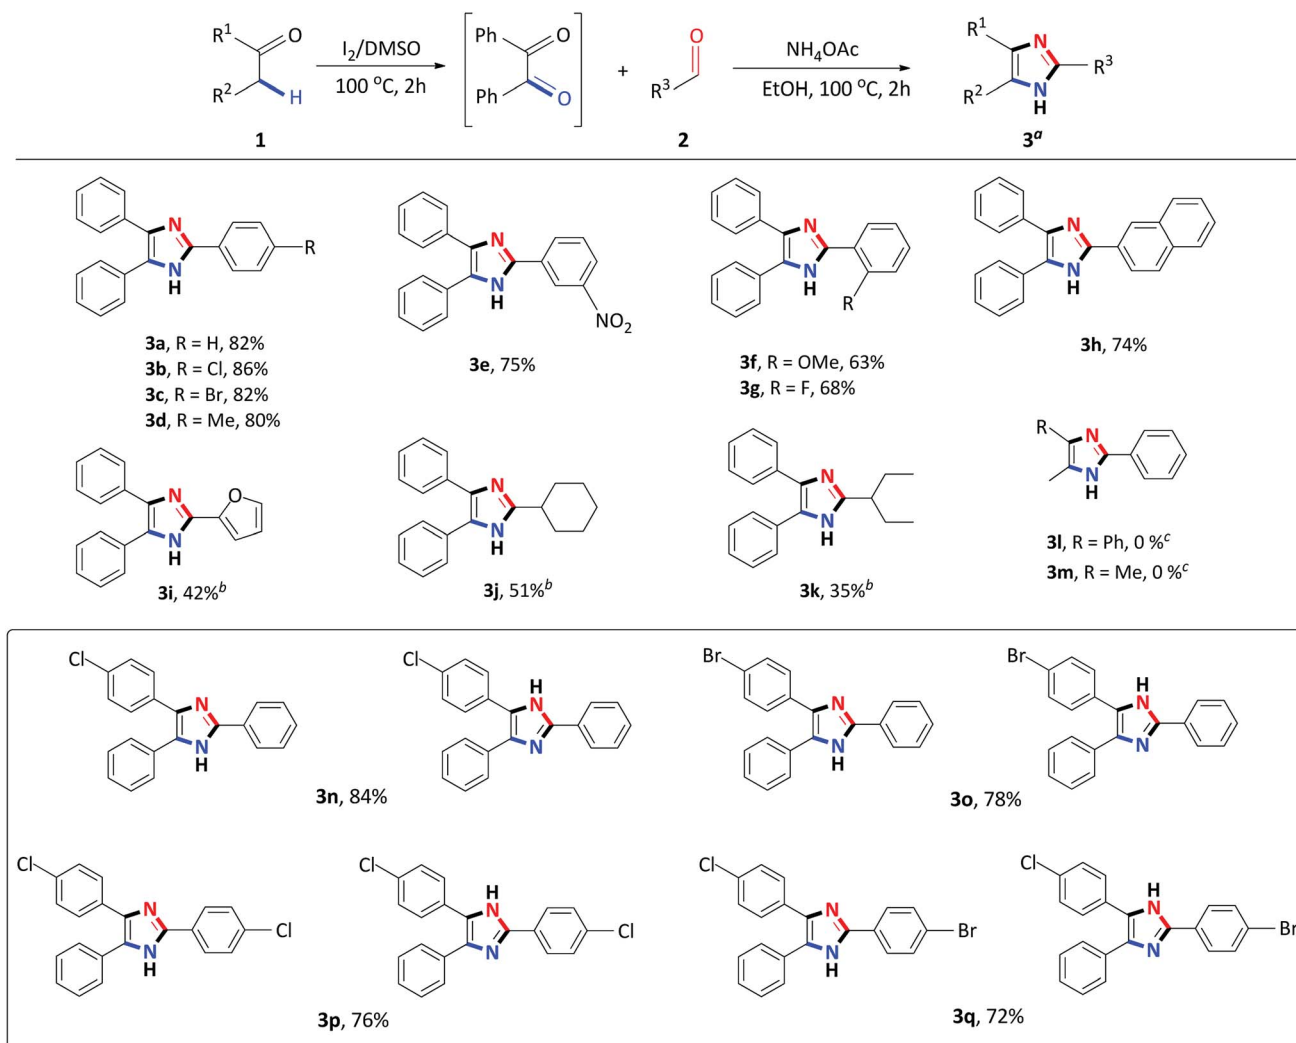 R1 O I2/DMSO Ph O O NH4OAc R1 N
R2 H 100 °C, 2h Ph O + R3 EtOH, 100 °C, 2h R2 N H R3
1 2 3a
N N H R
3a, R = H, 82%
3b, R = Cl, 86%
3c, R = Br, 82%
3d, R = Me, 80%
N N H NO2
3e, 75%
N N H R
3f, R = OMe, 63%
3g, R = F, 68%
N N H
3h, 74%
N N H O
3i, 42%b
N N H
3j, 51%b
N N H
3k, 35%b
R N N H
3l, R = Ph, 0 %c
3m, R = Me, 0 %c
Cl N N H Cl H N N
3n, 84%
Br N N H Br H N N
3o, 78%
Cl N N H Cl Cl H N N Cl
3p, 76%
Cl N N H Br Cl H N N Br
3q, 72%